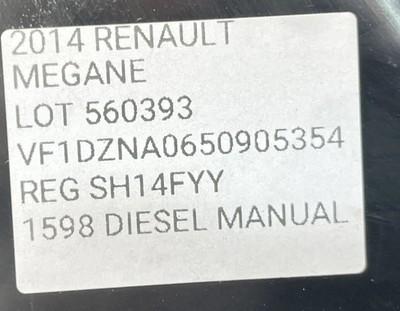 2014 RENAULT
MEGANE
LOT 560393
VF1DZNA0650905354
REG SH14FYY
1598 DIESEL MANUAL